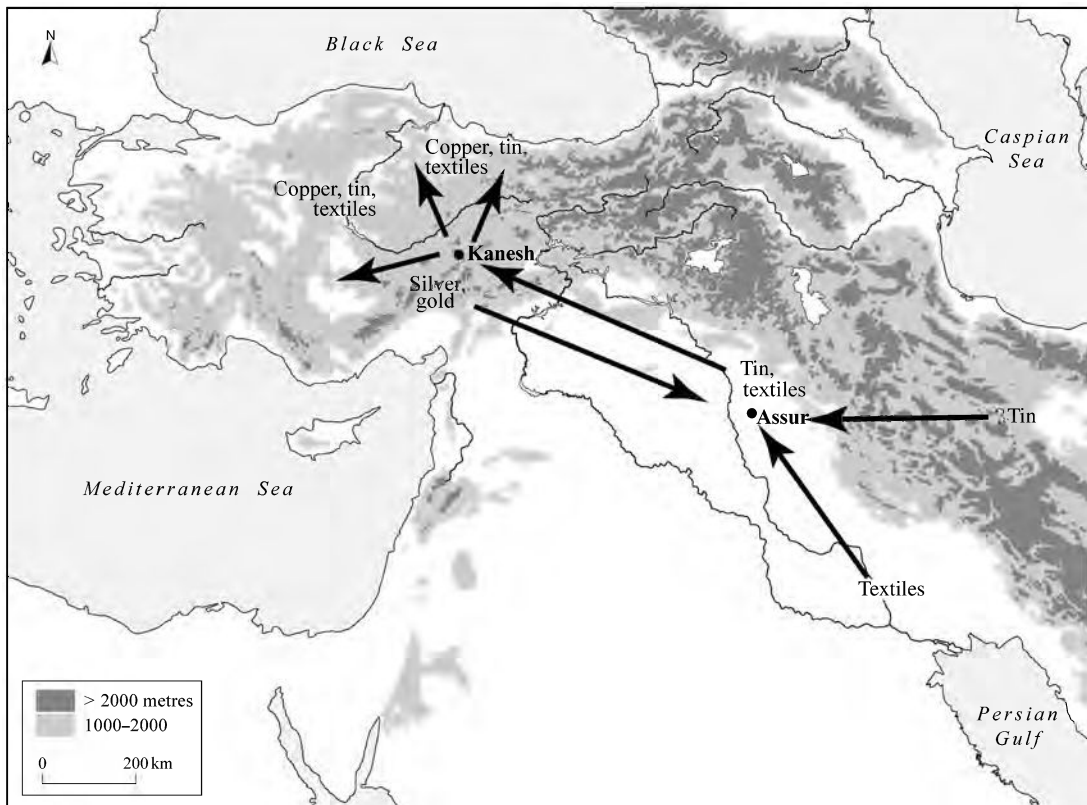 N
Black Sea
Caspian
Sea
Copper, tin,
textiles
Copper, tin,
textiles
Kanesh
Silver,
gold
Tin,
textiles
Assur
Tin
Mediterranean Sea
Textiles
> 2000 metres
1000–2000
0 200 km
Persian
Gulf